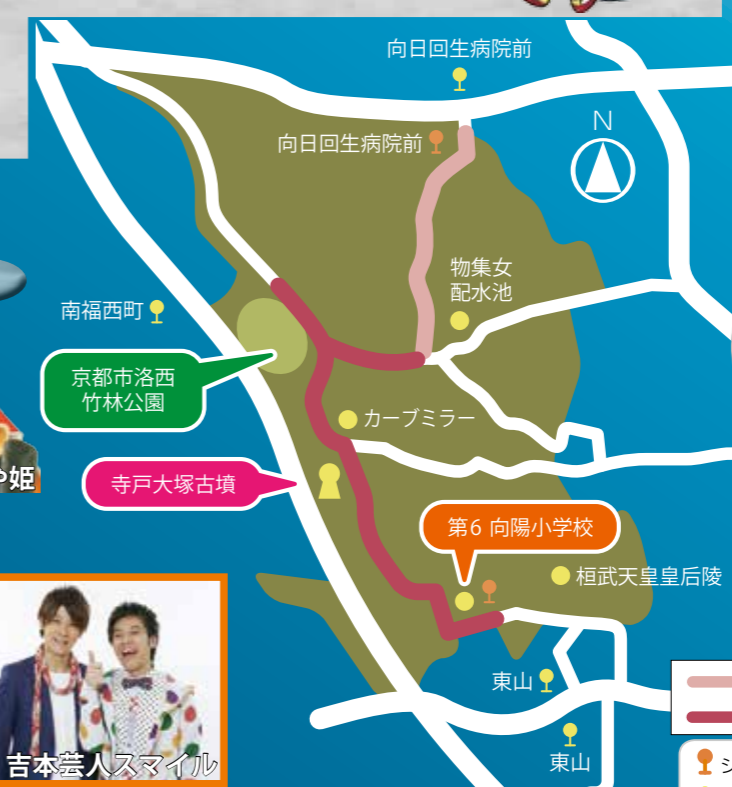 向日回生病院前
向日回生病院前
N
物集女
配水池
南福西町
京都市洛西
竹林公園
カーブミラー
寺戸大塚古墳
第6 向陽小学校
桓武天皇皇后陵
東山
東山
姫
吉本芸人スマイル